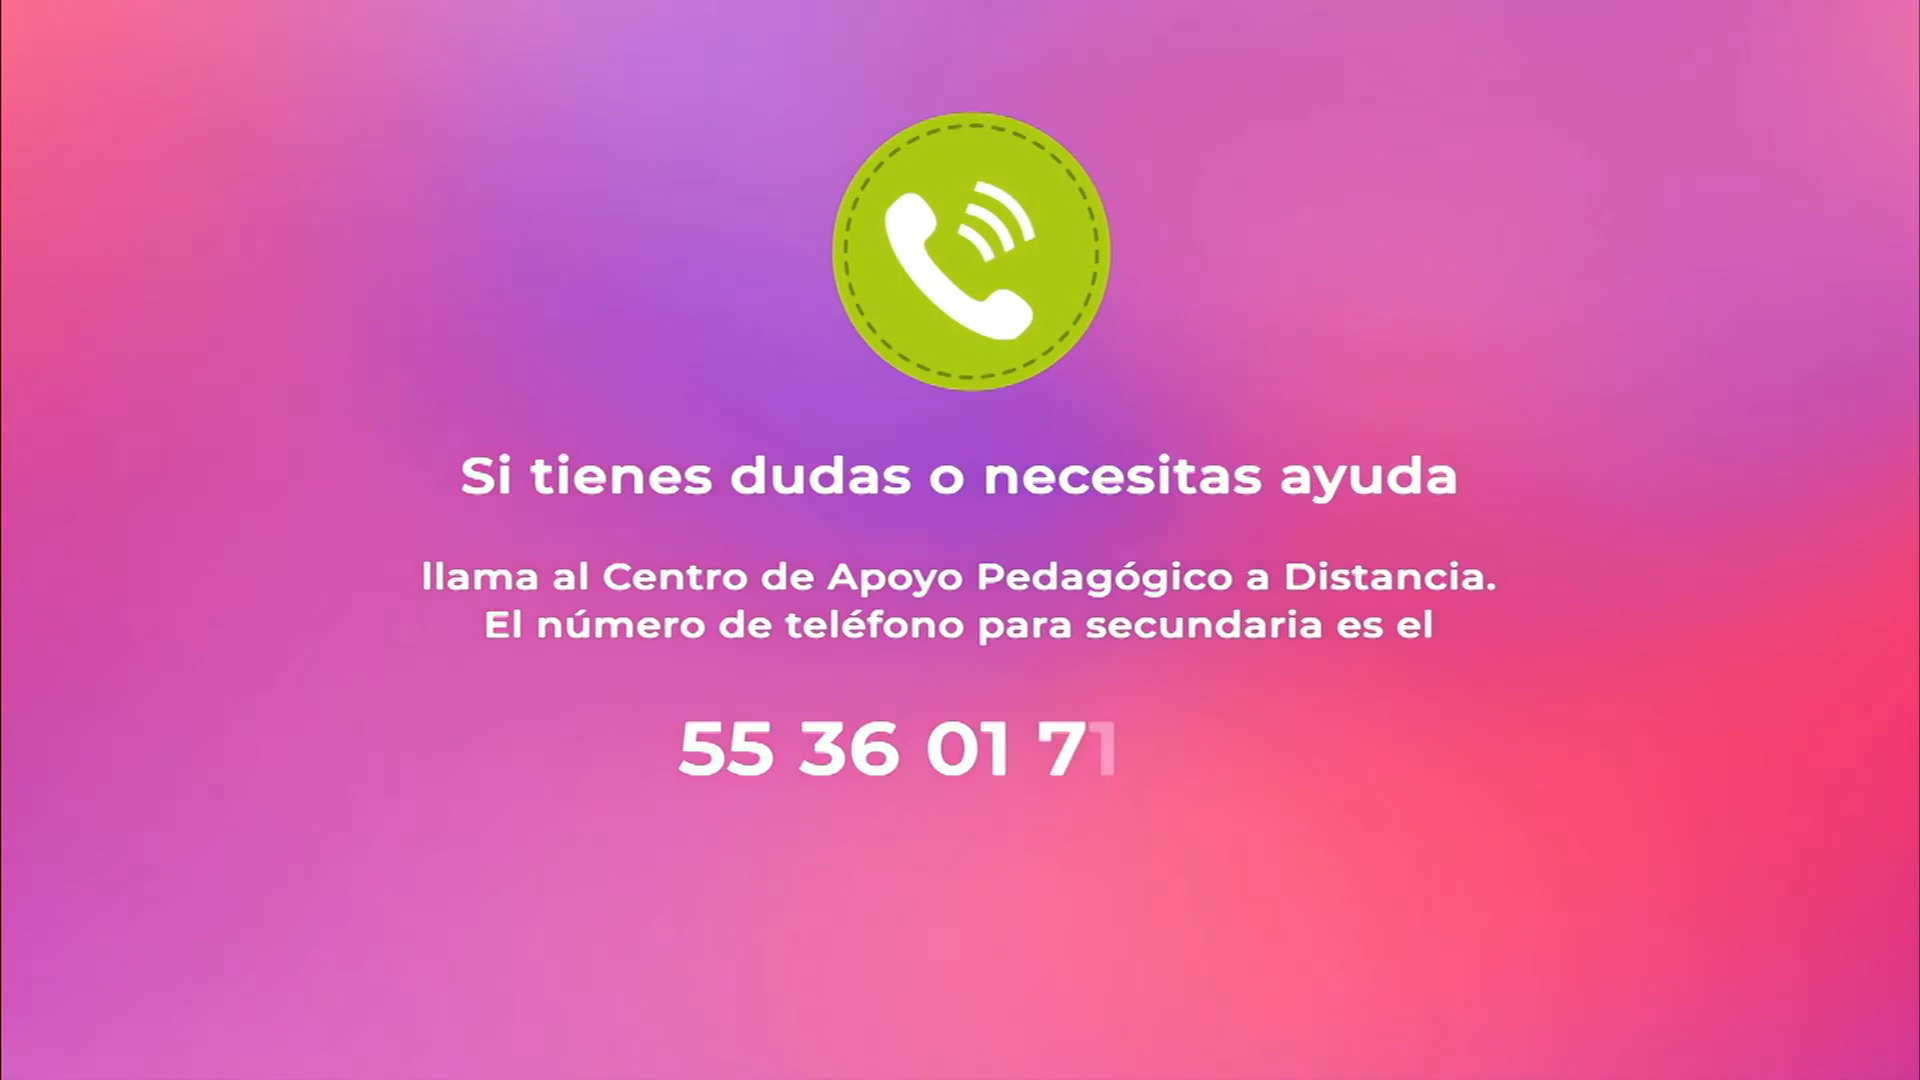 Si tienes dudas o necesitas ayuda
llama al Centro de Apoyo Pedagógico a Distancia.
El número de teléfono para secundaria es el
55 36 01 71